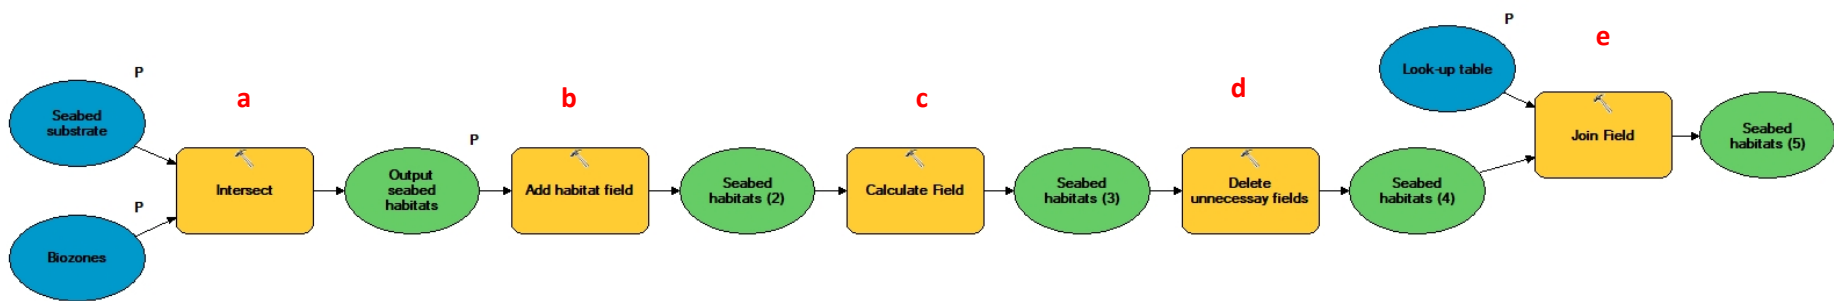 P
Seabed
substrate
P
Biozones
a
Intersect
Output
seabed
habitats
P
b
Add habitat field
Seabed
habitats (2)
c
Calculate Field
Seabed
habitats (3)
d
Delete
unnecessay fields
Seabed
habitats (4)
P
Look-up table
e
Join Field
Seabed
habitats (5)